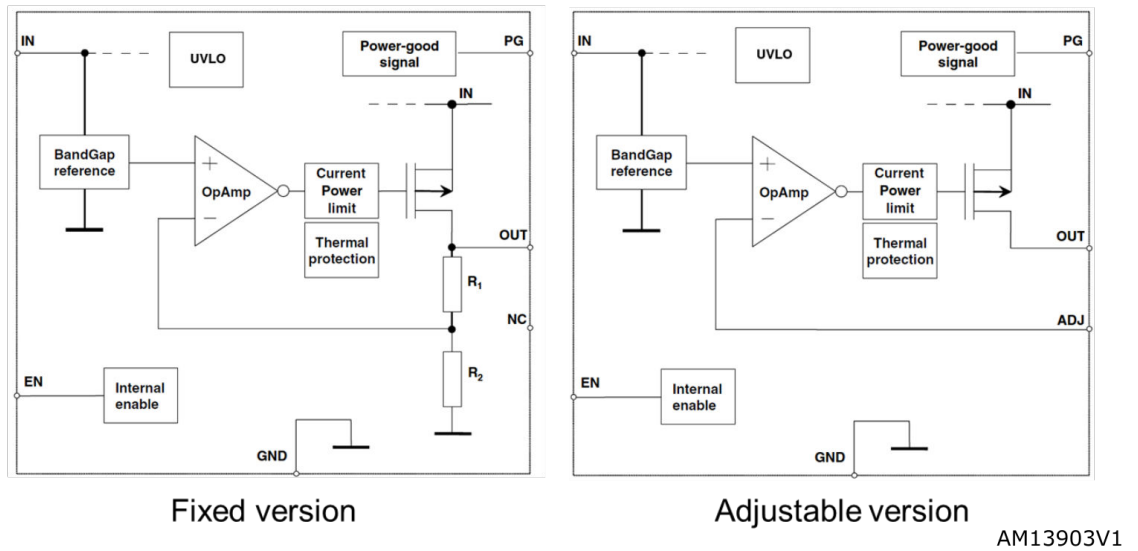 IN
UVLO
Power-good
signal
PG
IN
BandGap
reference
+
OpAmp
−
Current
Power
limit
Thermal
protection
OUT
R1
NC
R2
EN
Internal
enable
GND
Fixed version
IN
UVLO
Power-good
signal
PG
IN
BandGap
reference
+
OpAmp
−
Current
Power
limit
Thermal
protection
OUT
ADJ
EN
Internal
enable
GND
Adjustable version
AM13903V1